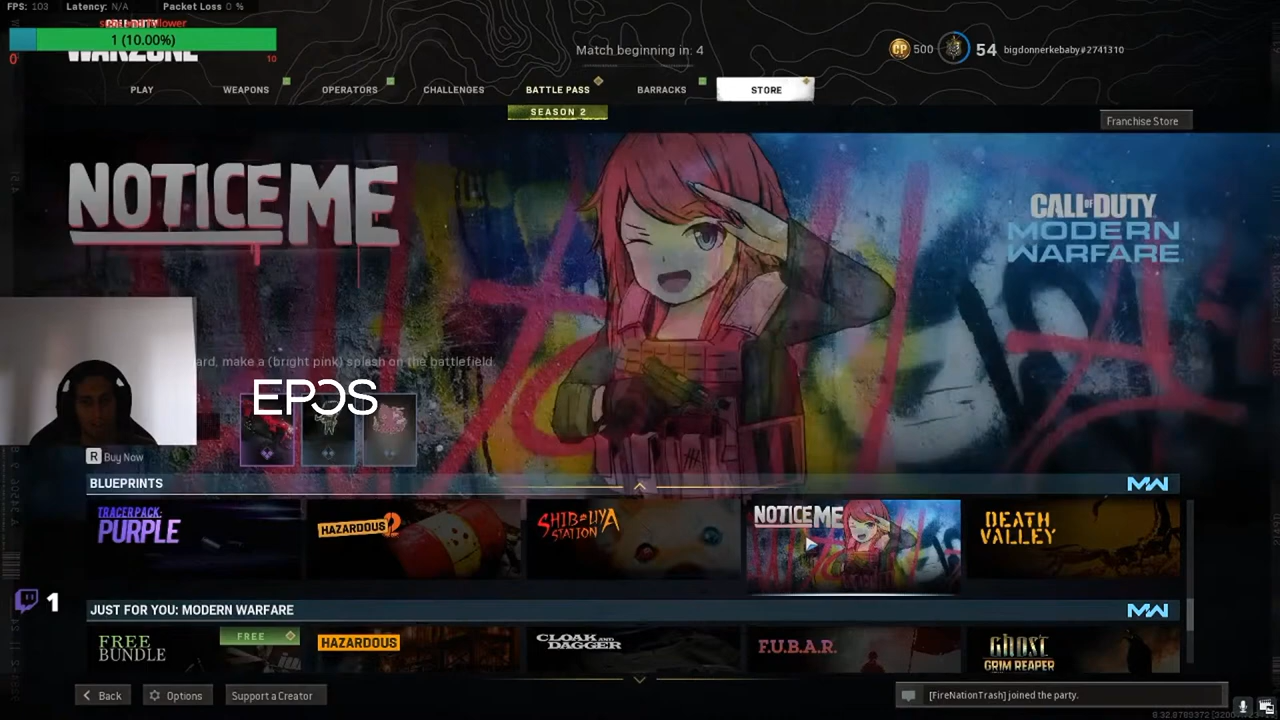 FPS: 103 Latency: N/A Packet Loss 0 %
CALL OF DUTY
1 (10.00%)
0
10
WARZONE
Match beginning in: 4
500
54
bigdonnerkebaby#2741310
PLAY
WEAPONS
OPERATORS
CHALLENGES
BATTLE PASS
BARRACKS
STORE
SEASON 2
Franchise Store
NOTICE ME
CALL OF DUTY
MODERN
WARFARE
ard, make a (bright pink) splash on the battlefield.
EPOS
R Buy Now
BLUEPRINTS
MW
TRACER PACK:
PURPLE
HAZARDOUS 2
SHIBUYA
STATION
NOTICE ME
DEATH
VALLEY
1
JUST FOR YOU: MODERN WARFARE
MW
FREE
BUNDLE
FREE
HAZARDOUS
CLOAK AND
DAGGER
F.U.B.A.R.
GHOST
GRIM REAPER
Back
Options
Support a Creator
[FireNationTrash] joined the party.